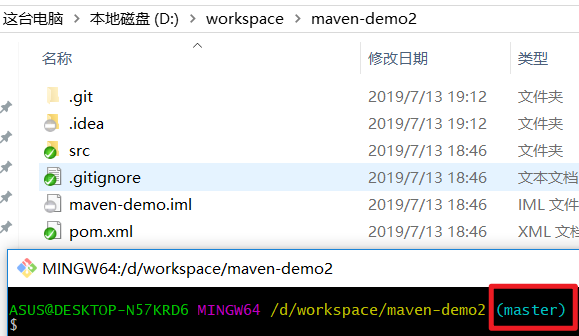 这台电脑 > 本地磁盘 (D:) > workspace > maven-demo2
名称 修改日期 类型
.git 2019/7/13 19:12 文件夹
.idea 2019/7/13 19:12 文件夹
src 2019/7/13 18:46 文件夹
.gitignore 2019/7/13 18:46 文本文档
maven-demo.iml 2019/7/13 18:46 IML 文件
pom.xml 2019/7/13 18:46 XML 文档
MINGW64:/d/workspace/maven-demo2
ASUS@DESKTOP-N57KRD6 MINGW64 /d/workspace/maven-demo2 (master)
$